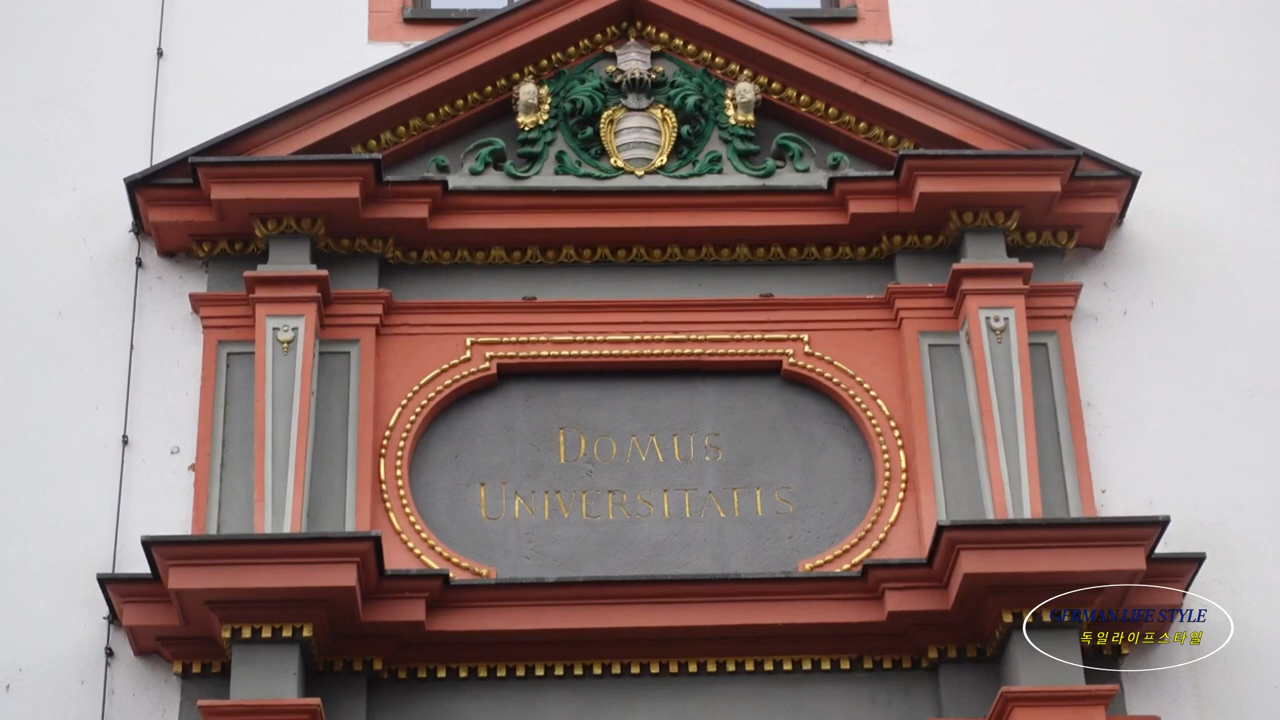 DOMUS
UNIVERSITATIS
GERMAN LIFE STYLE
독일라이프스타일